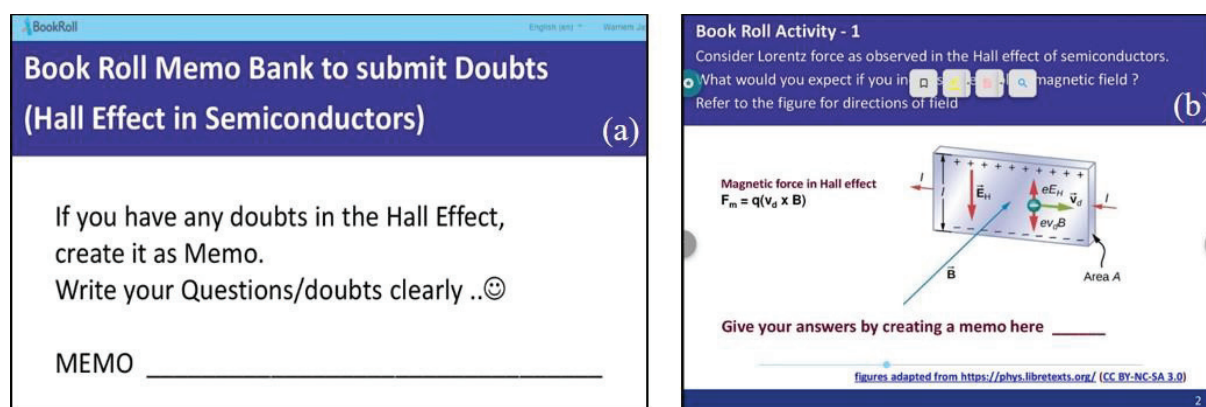 BookRoll
English (en)
Book Roll Memo Bank to submit Doubts
(Hall Effect in Semiconductors)
(a)
If you have any doubts in the Hall Effect,
create it as Memo.
Write your Questions/doubts clearly ..☺
MEMO
Book Roll Activity - 1
Consider Lorentz force as observed in the Hall effect of semiconductors.
What would you expect if you in magnetic field ?
Refer to the figure for directions of field
(b)
Magnetic force in Hall effect
Fm = q(vd x B)
+ + + + + + + + + +
I
l
EH
eEH
vd
I
evdB
B
Area A
Give your answers by creating a memo here ______
figures adapted from https://phys.libretexts.org/ (CC BY-NC-SA 3.0)
2